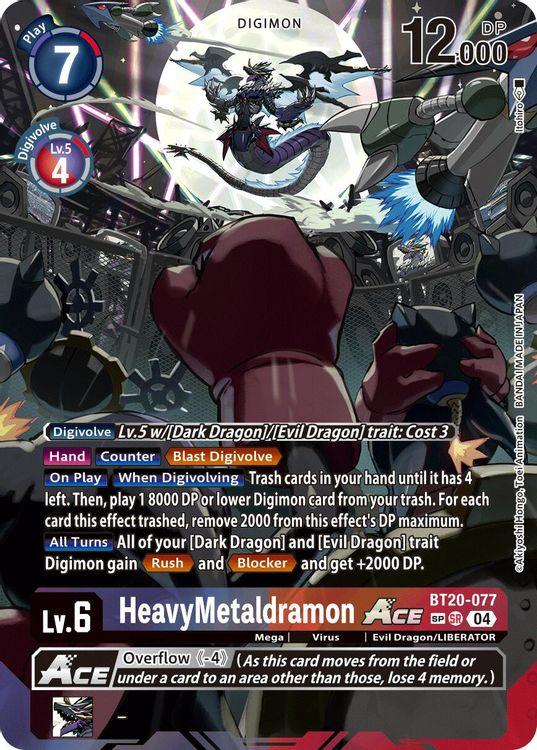 DIGIMON
Play
7
12000
DP
Digivolve
Lv.5
4
Itohiro
©Akiyoshi Hongo, Toei Animation BANDAI MADE IN JAPAN
Digivolve Lv.5 w/[Dark Dragon]/[Evil Dragon] trait: Cost 3
Hand Counter Blast Digivolve
On Play When Digivolving Trash cards in your hand until it has 4
left. Then, play 1 8000 DP or lower Digimon card from your trash. For each
card this effect trashed, remove 2000 from this effect's DP maximum.
All Turns All of your [Dark Dragon] and [Evil Dragon] trait
Digimon gain Rush and Blocker and get +2000 DP.
Lv.6 HeavyMetaldramon ACE
BT20-077
SP SR 04
Mega Virus Evil Dragon/LIBERATOR
ACE Overflow《-4》(As this card moves from the field or
under a card to an area other than those, lose 4 memory.)
–